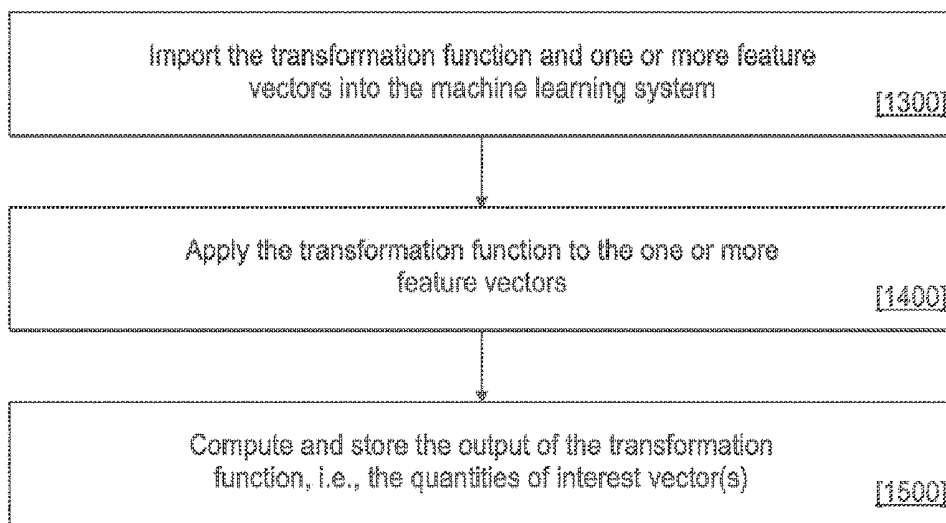 Import the transformation function and one or more feature
vectors into the machine learning system
[1300]
Apply the transformation function to the one or more
feature vectors
[1400]
Compute and store the output of the transformation
function, i.e., the quantities of interest vector(s)
[1500]